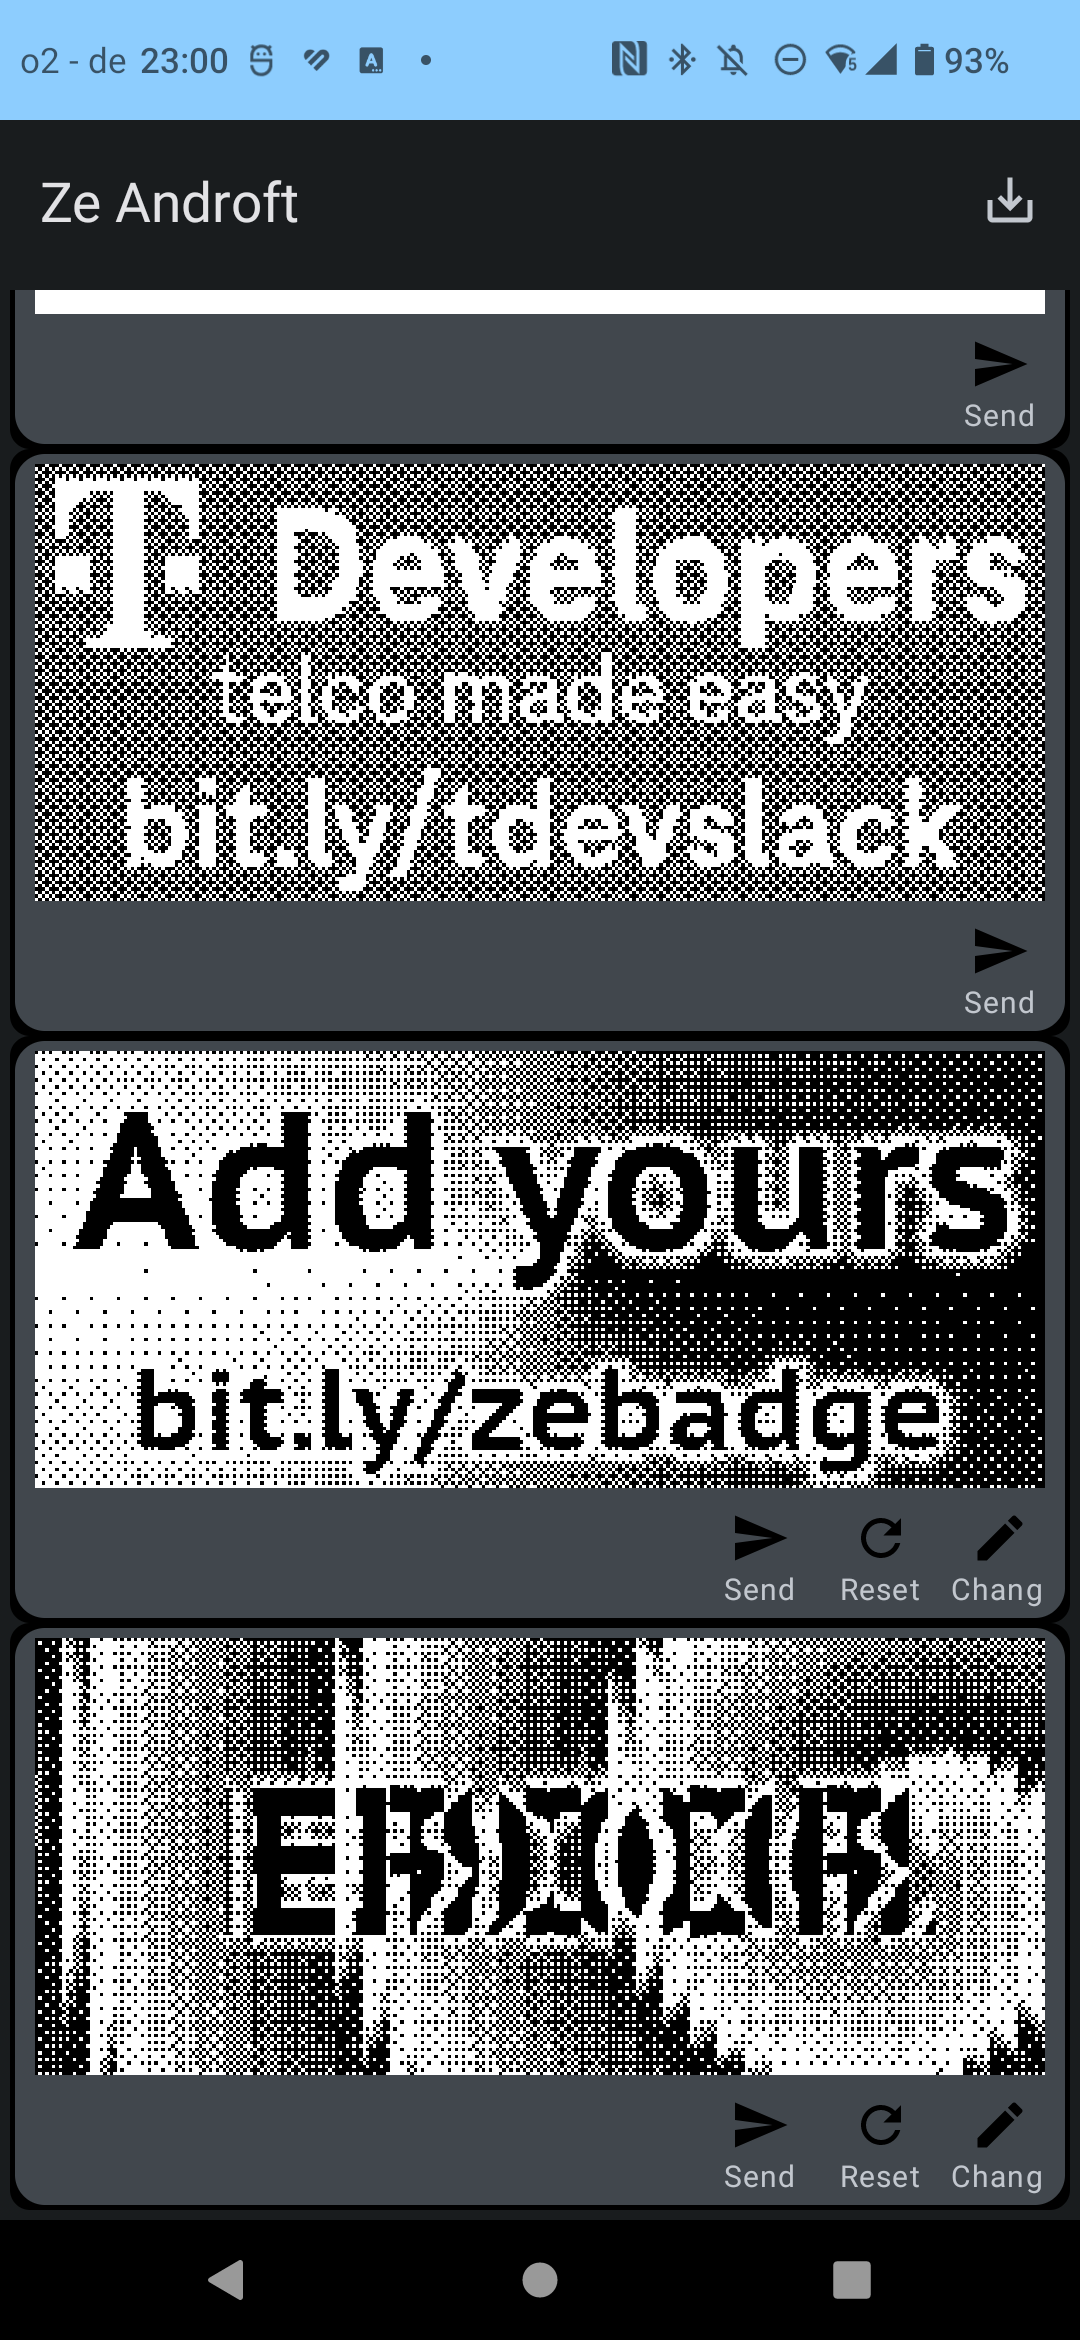 o2 - de 23:00 93%
Ze Androft
Send
T Developers
telco made easy
bit.ly/tdevslack
Send
Add yours
bit.ly/zebadge
Send Reset Chang
Send Reset Chang